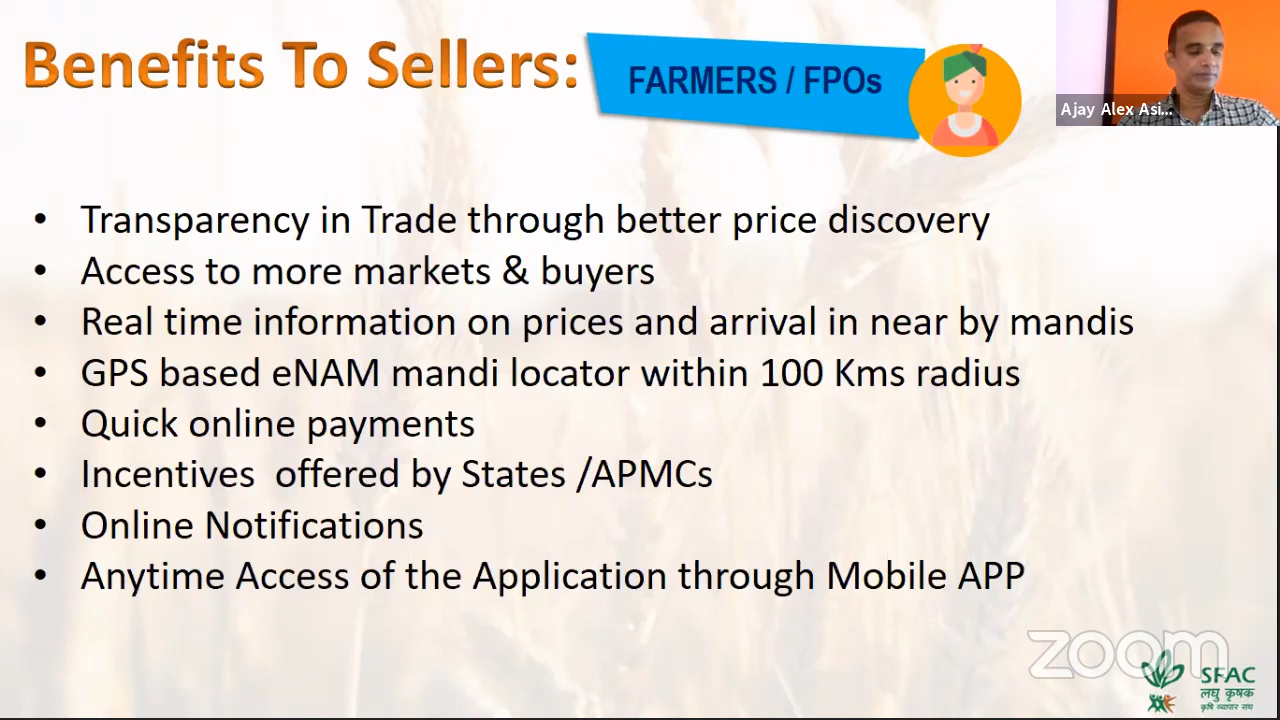 Benefits To Sellers:
FARMERS / FPOs
Ajay Alex Asi...
• Transparency in Trade through better price discovery
• Access to more markets & buyers
• Real time information on prices and arrival in near by mandis
• GPS based eNAM mandi locator within 100 Kms radius
• Quick online payments
• Incentives  offered by States /APMCs
• Online Notifications
• Anytime Access of the Application through Mobile APP
zoom
SFAC
लघु कृषक
कृषि व्यापार संघ